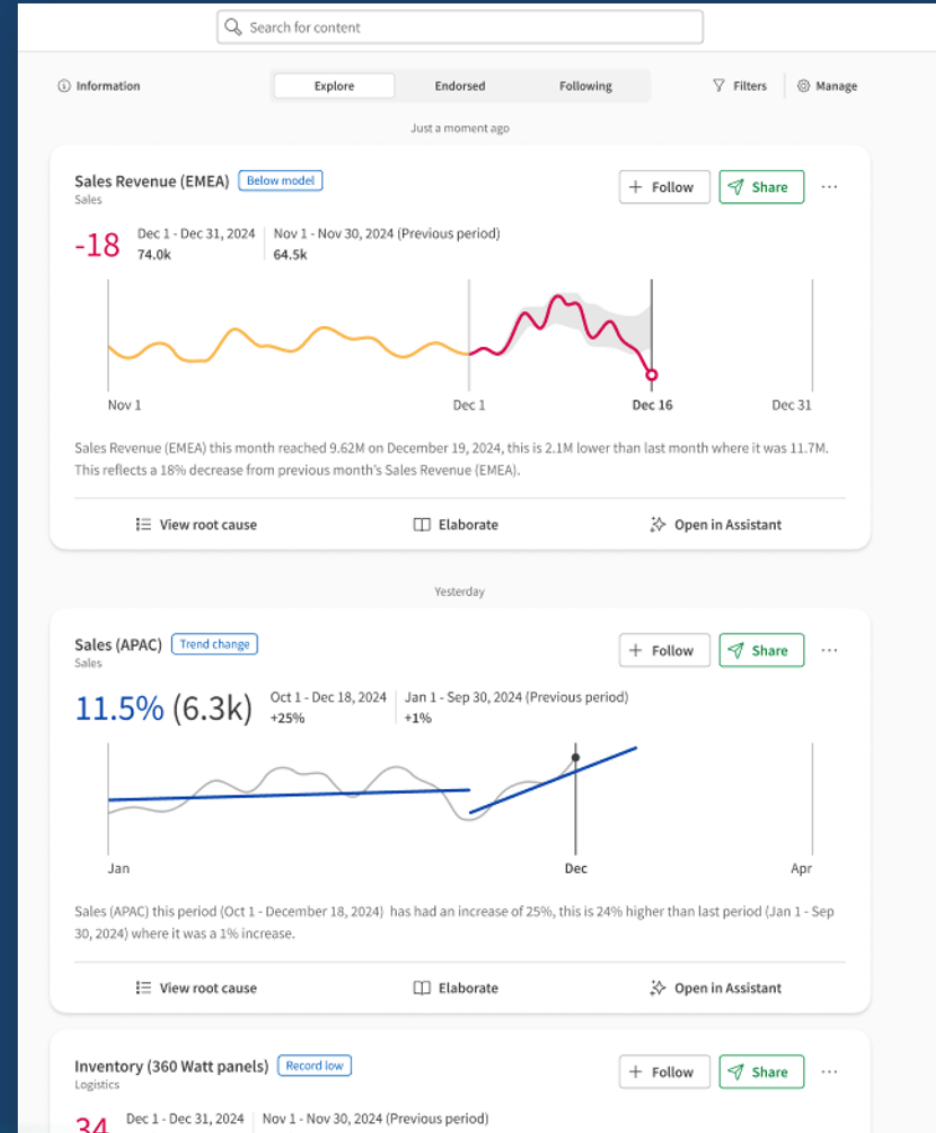 Search for content
Information
Explore
Endorsed
Following
Filters
Manage
Just a moment ago
Sales Revenue (EMEA)
Below model
Sales
+ Follow
Share
...
-18
Dec 1 - Dec 31, 2024
74.0k
Nov 1 - Nov 30, 2024 (Previous period)
64.5k
Nov 1
Dec 1
Dec 16
Dec 31
Sales Revenue (EMEA) this month reached 9.62M on December 19, 2024, this is 2.1M lower than last month where it was 11.7M.
This reflects a 18% decrease from previous month's Sales Revenue (EMEA).
View root cause
Elaborate
Open in Assistant
Yesterday
Sales (APAC)
Trend change
Sales
+ Follow
Share
...
11.5% (6.3k)
Oct 1 - Dec 18, 2024
+25%
Jan 1 - Sep 30, 2024 (Previous period)
+1%
Jan
Dec
Apr
Sales (APAC) this period (Oct 1 - December 18, 2024) has had an increase of 25%, this is 24% higher than last period (Jan 1 - Sep
30, 2024) where it was a 1% increase.
View root cause
Elaborate
Open in Assistant
Inventory (360 Watt panels)
Record low
Logistics
+ Follow
Share
...
34
Dec 1 - Dec 31, 2024
Nov 1 - Nov 30, 2024 (Previous period)